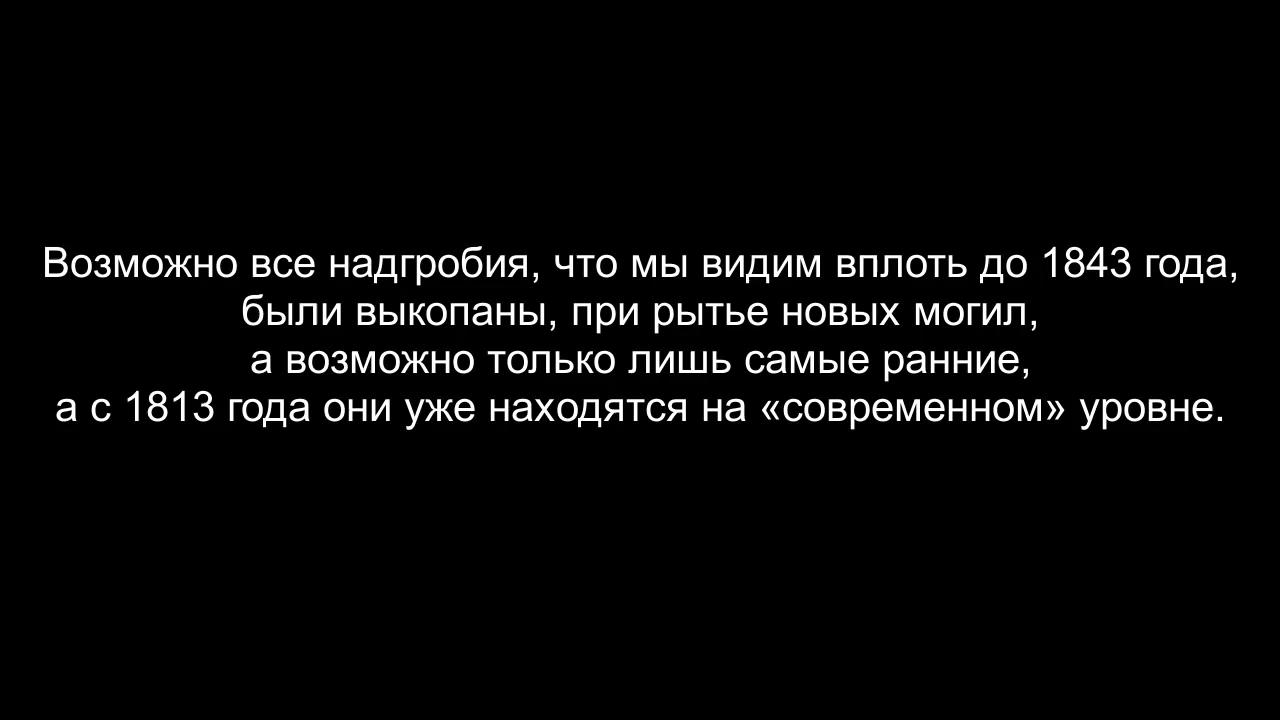 Возможно все надгробия, что мы видим вплоть до 1843 года,
были выкопаны, при рытье новых могил,
а возможно только лишь самые ранние,
а с 1813 года они уже находятся на «современном» уровне.